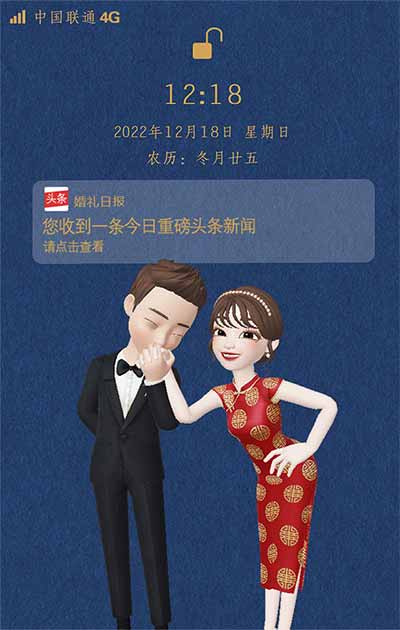 中国联通 4G
12:18
2022年12月18日 星期日
农历：冬月廿五
头条 婚礼日报
您收到一条今日重磅头条新闻
请点击查看